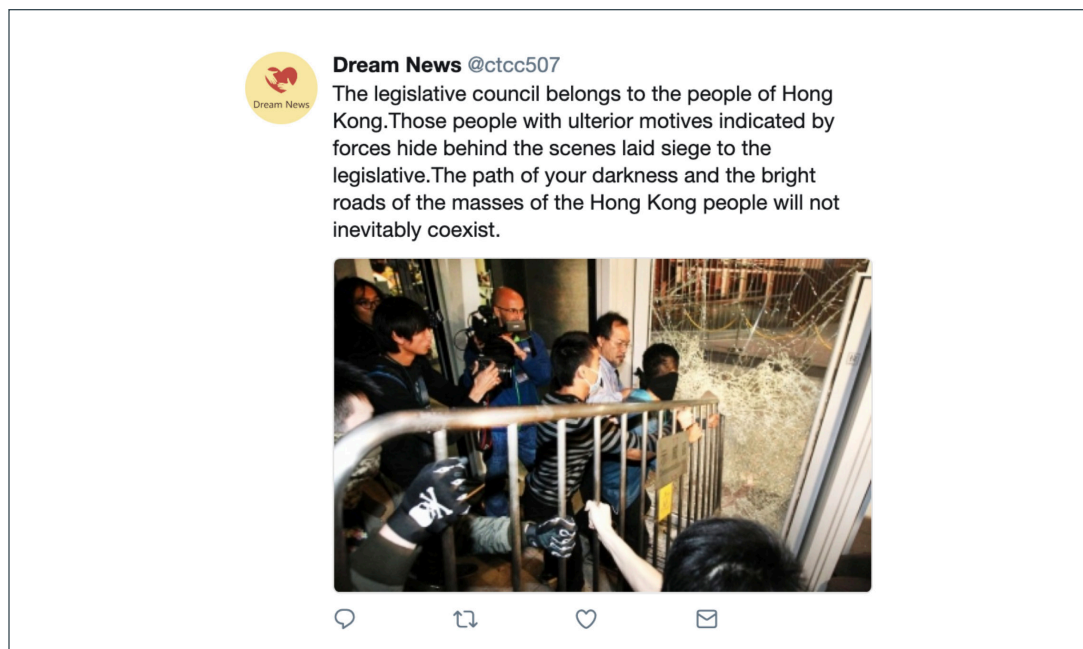 Dream News @ctcc507
Dream News
The legislative council belongs to the people of Hong
Kong.Those people with ulterior motives indicated by
forces hide behind the scenes laid siege to the
legislative.The path of your darkness and the bright
roads of the masses of the Hong Kong people will not
inevitably coexist.